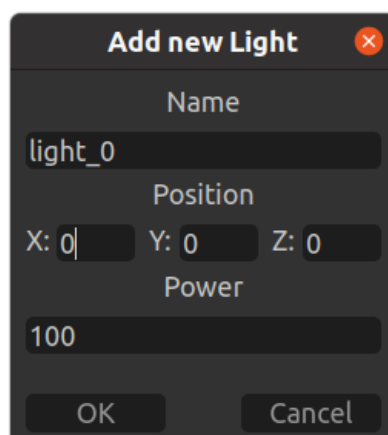 Add new Light
Name
light_0
Position
X: 0 Y: 0 Z: 0
Power
100
OK Cancel